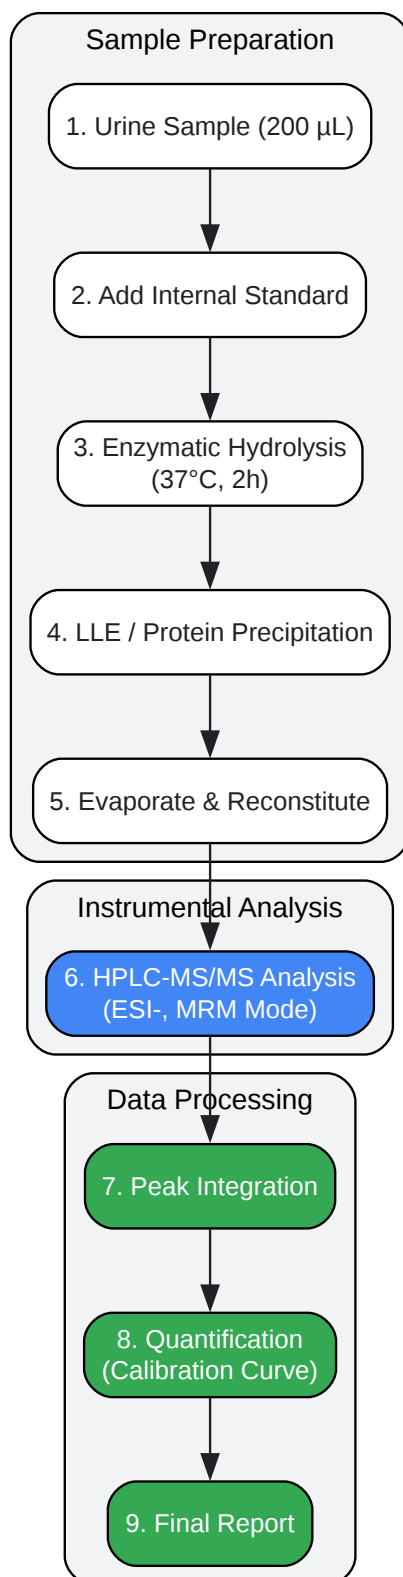 Sample Preparation
1. Urine Sample (200 µL)
2. Add Internal Standard
3. Enzymatic Hydrolysis
(37°C, 2h)
4. LLE / Protein Precipitation
5. Evaporate & Reconstitute
Instrumental Analysis
6. HPLC-MS/MS Analysis
(ESI-, MRM Mode)
Data Processing
7. Peak Integration
8. Quantification
(Calibration Curve)
9. Final Report